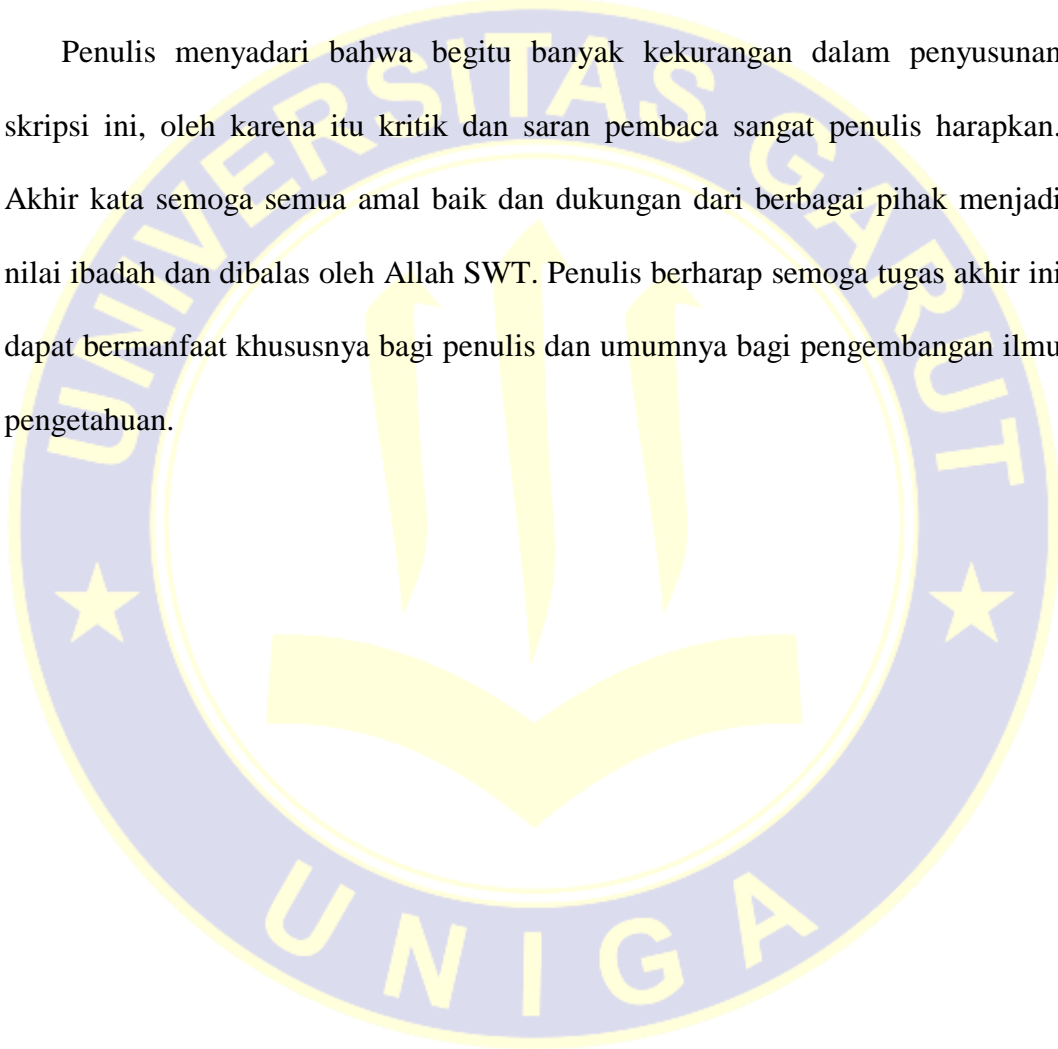 Penulis menyadari bahwa begitu banyak kekurangan dalam penyusunan
skripsi ini, oleh karena itu kritik dan saran pembaca sangat penulis harapkan.
Akhir kata semoga semua amal baik dan dukungan dari berbagai pihak menjadi
nilai ibadah dan dibalas oleh Allah SWT. Penulis berharap semoga tugas akhir ini
dapat bermanfaat khususnya bagi penulis dan umumnya bagi pengembangan ilmu
pengetahuan.
UNIVERSITAS GARUT
UNIGA